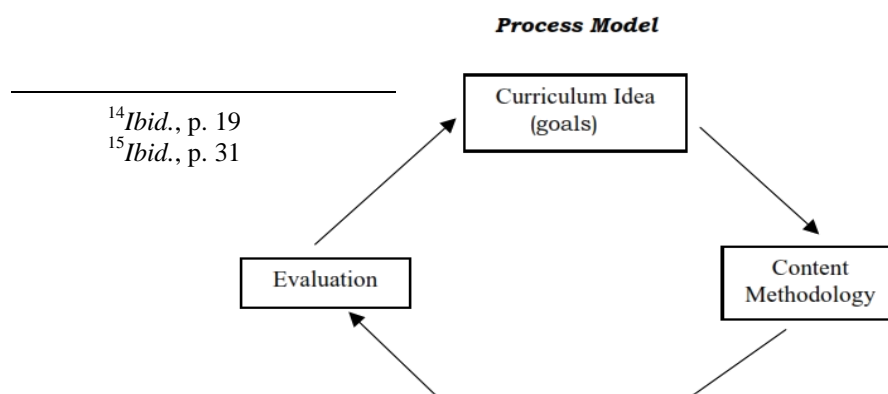 Process Model
Curriculum Idea
(goals)
14Ibid., p. 19
15Ibid., p. 31
Evaluation
Content
Methodology